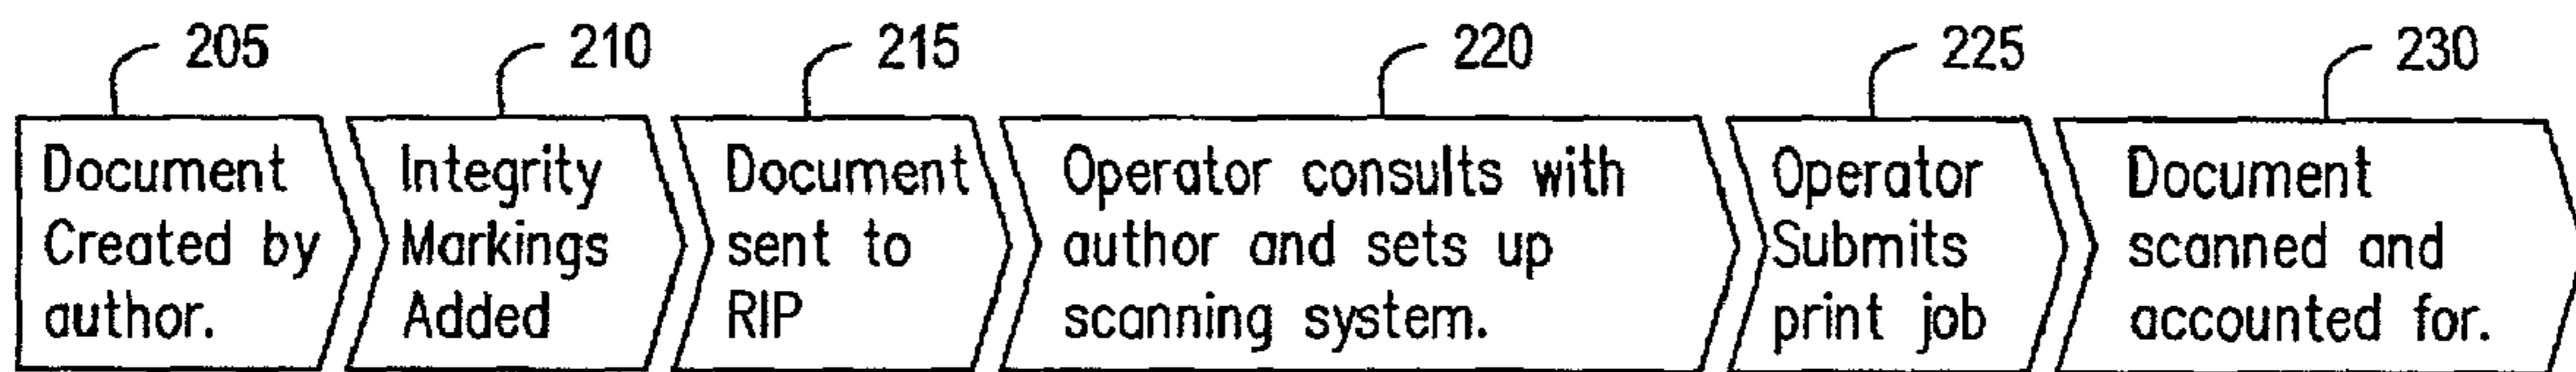 205
210
215
220
225
230
Document
Created by
author.
Integrity
Markings
Added
Document
sent to
RIP
Operator consults with
author and sets up
scanning system.
Operator
Submits
print job
Document
scanned and
accounted for.